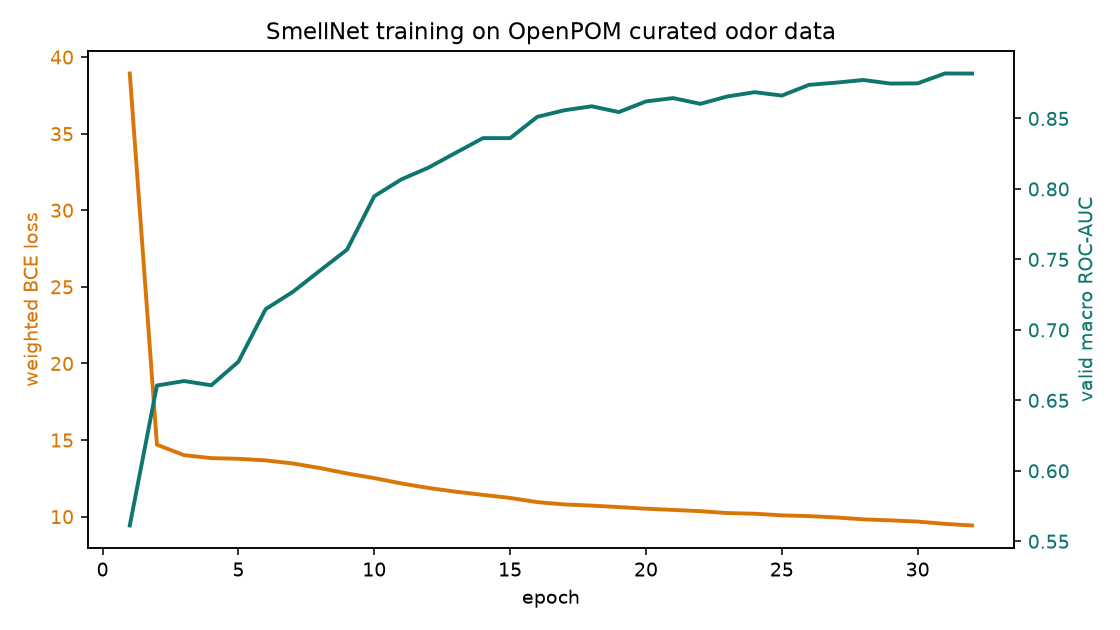 SmellNet training on OpenPOM curated odor data
weighted BCE loss
40
35
30
25
20
15
10
valid macro ROC-AUC
0.85
0.80
0.75
0.70
0.65
0.60
0.55
0 5 10 15 20 25 30
epoch